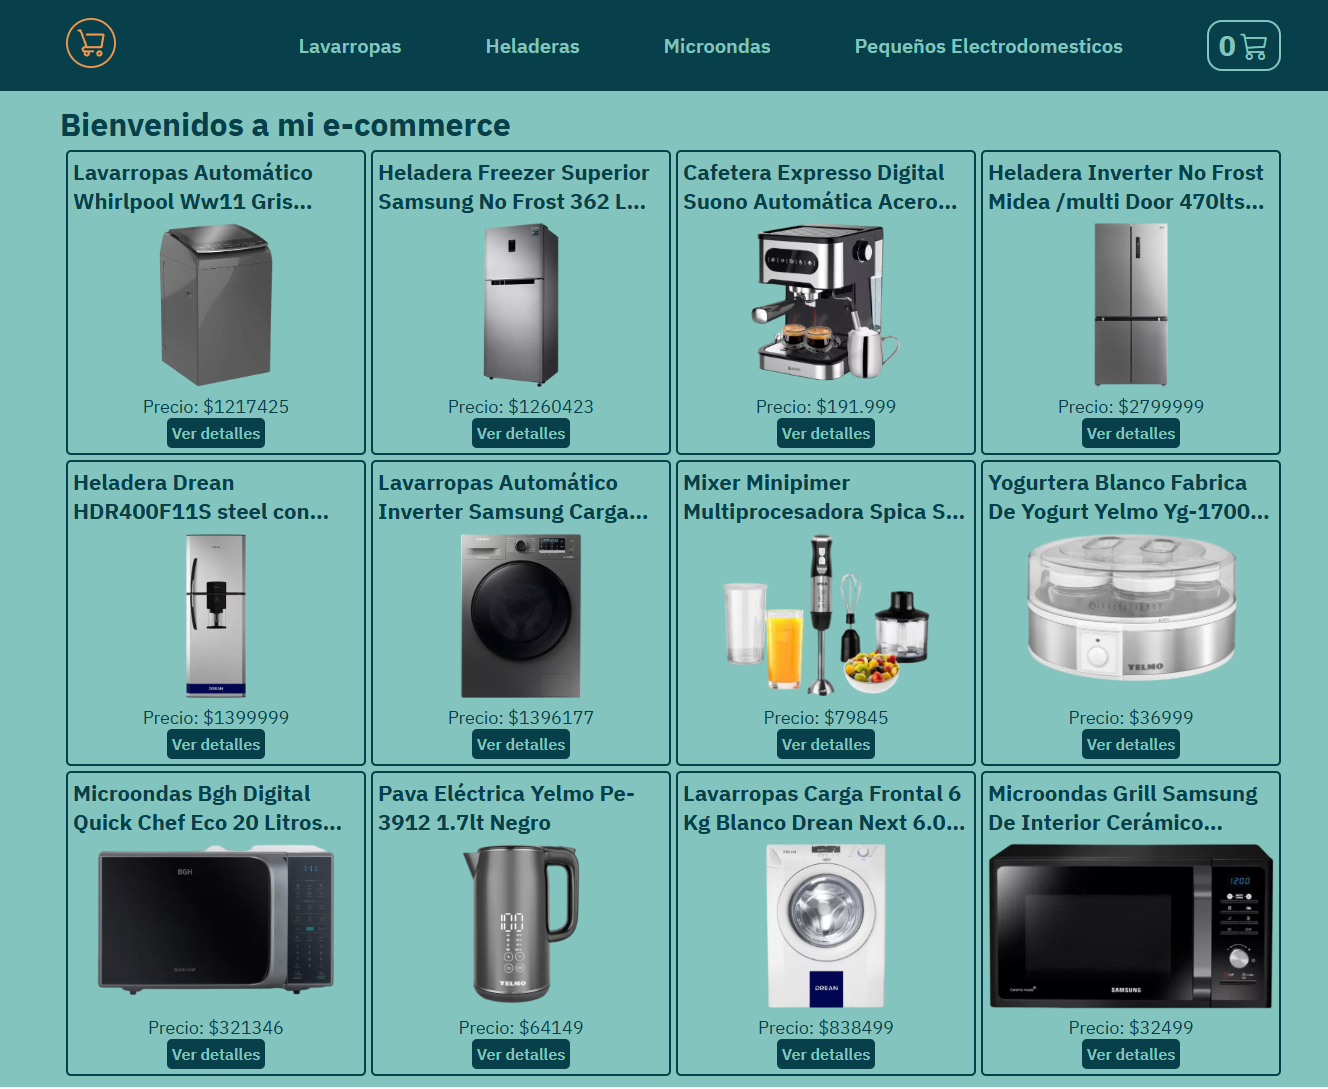 Lavarropas
Heladeras
Microondas
Pequeños Electrodomesticos
0
Bienvenidos a mi e-commerce
Lavarropas Automático
Whirlpool Ww11 Gris...
Precio: $1217425
Ver detalles
Heladera Freezer Superior
Samsung No Frost 362 L...
Precio: $1260423
Ver detalles
Cafetera Expresso Digital
Suono Automática Acero...
Precio: $191.999
Ver detalles
Heladera Inverter No Frost
Midea /multi Door 470lts...
Precio: $2799999
Ver detalles
Heladera Drean
HDR400F11S steel con...
DREAN
Precio: $1399999
Ver detalles
Lavarropas Automático
Inverter Samsung Carga...
Precio: $1396177
Ver detalles
Mixer Minipimer
Multiprocesadora Spica S...
Precio: $79845
Ver detalles
Yogurtera Blanco Fabrica
De Yogurt Yelmo Yg-1700...
YELMO
Precio: $36999
Ver detalles
Microondas Bgh Digital
Quick Chef Eco 20 Litros...
BGH
Quick Chef
Precio: $321346
Ver detalles
Pava Eléctrica Yelmo Pe-
3912 1.7lt Negro
100
YELMO
Precio: $64149
Ver detalles
Lavarropas Carga Frontal 6
Kg Blanco Drean Next 6.0...
DREAN
DREAN
Precio: $838499
Ver detalles
Microondas Grill Samsung
De Interior Cerámico...
1200
SAMSUNG
Precio: $32499
Ver detalles